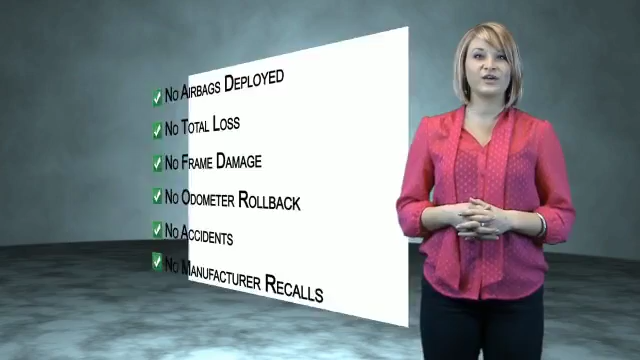 No Airbags Deployed
No Total Loss
No Frame Damage
No Odometer Rollback
No Accidents
No Manufacturer Recalls